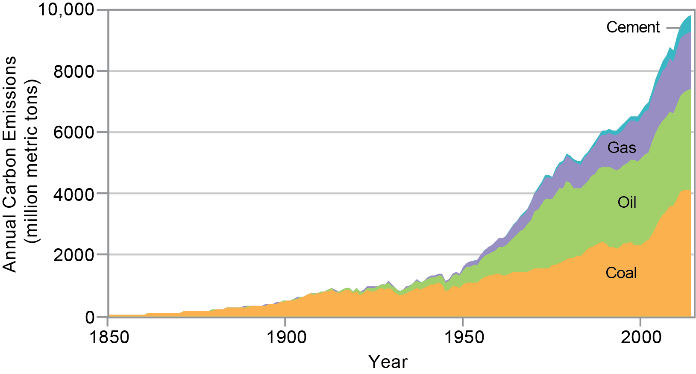 10,000
8000
6000
4000
2000
0
Annual Carbon Emissions
(million metric tons)
Cement
Gas
Oil
Coal
1850
1900
1950
2000
Year